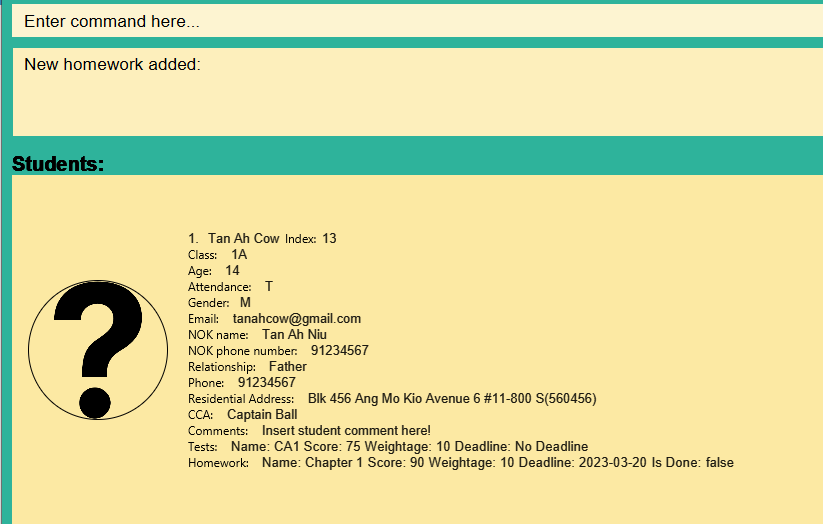 Enter command here...
New homework added:
Students:
?
1. Tan Ah Cow Index: 13
Class: 1A
Age: 14
Attendance: T
Gender: M
Email: tanahcow@gmail.com
NOK name: Tan Ah Niu
NOK phone number: 91234567
Relationship: Father
Phone: 91234567
Residential Address: Blk 456 Ang Mo Kio Avenue 6 #11-800 S(560456)
CCA: Captain Ball
Comments: Insert student comment here!
Tests: Name: CA1 Score: 75 Weightage: 10 Deadline: No Deadline
Homework: Name: Chapter 1 Score: 90 Weightage: 10 Deadline: 2023-03-20 Is Done: false